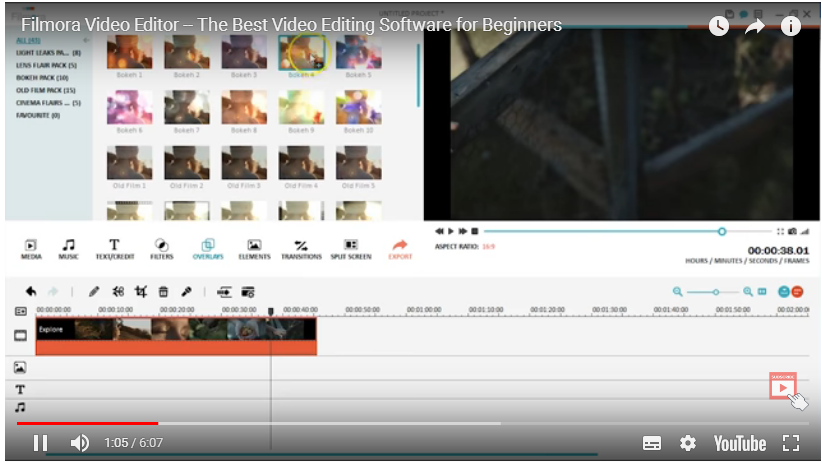 Filmora Video Editor – The Best Video Editing Software for Beginners
UNTITLED PROJECT *
ALL (45)
LIGHT LEAKS PA... (8)
LENS FLAIR PACK (5)
BOKEH PACK (10)
OLD FILM PACK (15)
CINEMA FLAIRS ... (5)
FAVOURITE (0)
Bokeh 1
Bokeh 2
Bokeh 3
Bokeh 4
Bokeh 5
Bokeh 6
Bokeh 7
Bokeh 8
Bokeh 9
Bokeh 10
Old Film 1
Old Film 2
Old Film 3
Old Film 4
Old Film 5
MEDIA
MUSIC
TEXT/CREDIT
FILTERS
OVERLAYS
ELEMENTS
TRANSITIONS
SPLIT SCREEN
EXPORT
ASPECT RATIO: 16:9
00:00:38.01
HOURS / MINUTES / SECONDS / FRAMES
00:00:00:00
00:00:10:00
00:00:20:00
00:00:30:00
00:00:40:00
00:00:50:00
00:01:00:00
00:01:10:00
00:01:20:00
00:01:30:00
00:01:40:00
00:01:50:00
00:02:00:0
Explore
T
1:05 / 6:07
YouTube